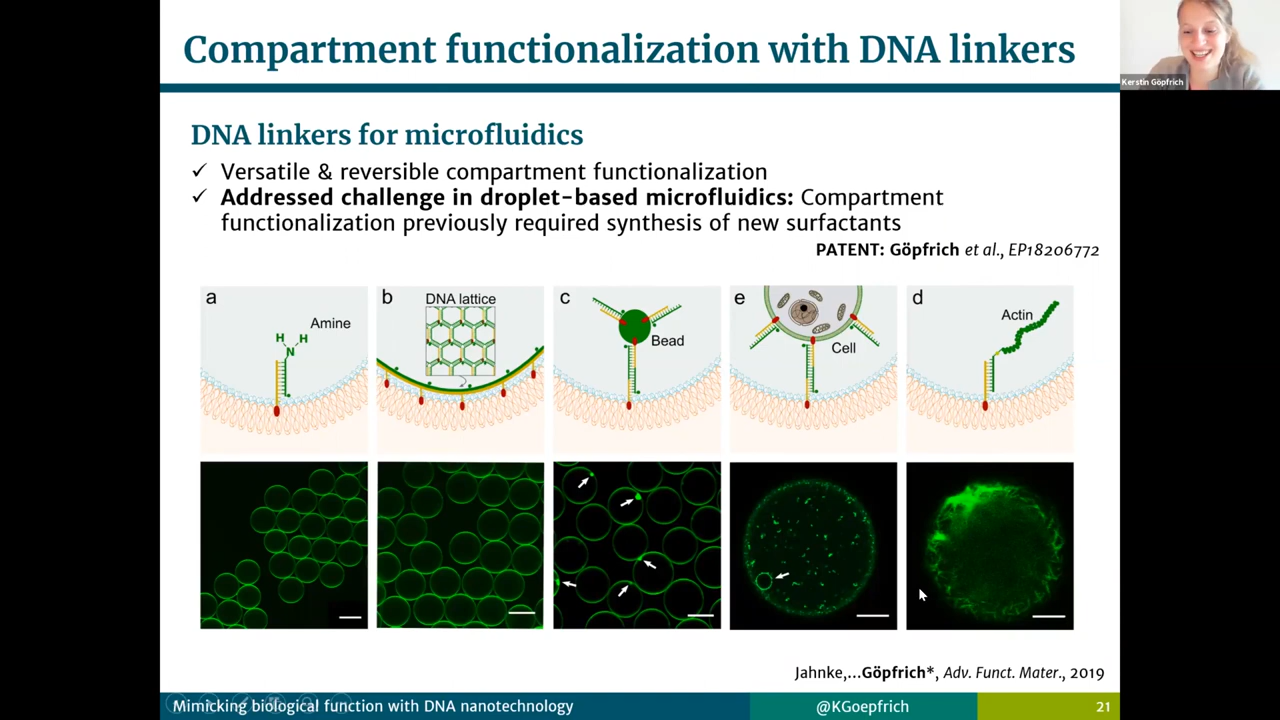 Compartment functionalization with DNA linkers
Kerstin Göpfrich
DNA linkers for microfluidics
✓ Versatile & reversible compartment functionalization
✓ Addressed challenge in droplet-based microfluidics: Compartment
functionalization previously required synthesis of new surfactants
PATENT: Göpfrich et al., EP18206772
a
Amine
H H
N
b
DNA lattice
c
Bead
e
Cell
d
Actin
Jahnke,...Göpfrich*, Adv. Funct. Mater., 2019
Mimicking biological function with DNA nanotechnology
@KGoepfrich
21